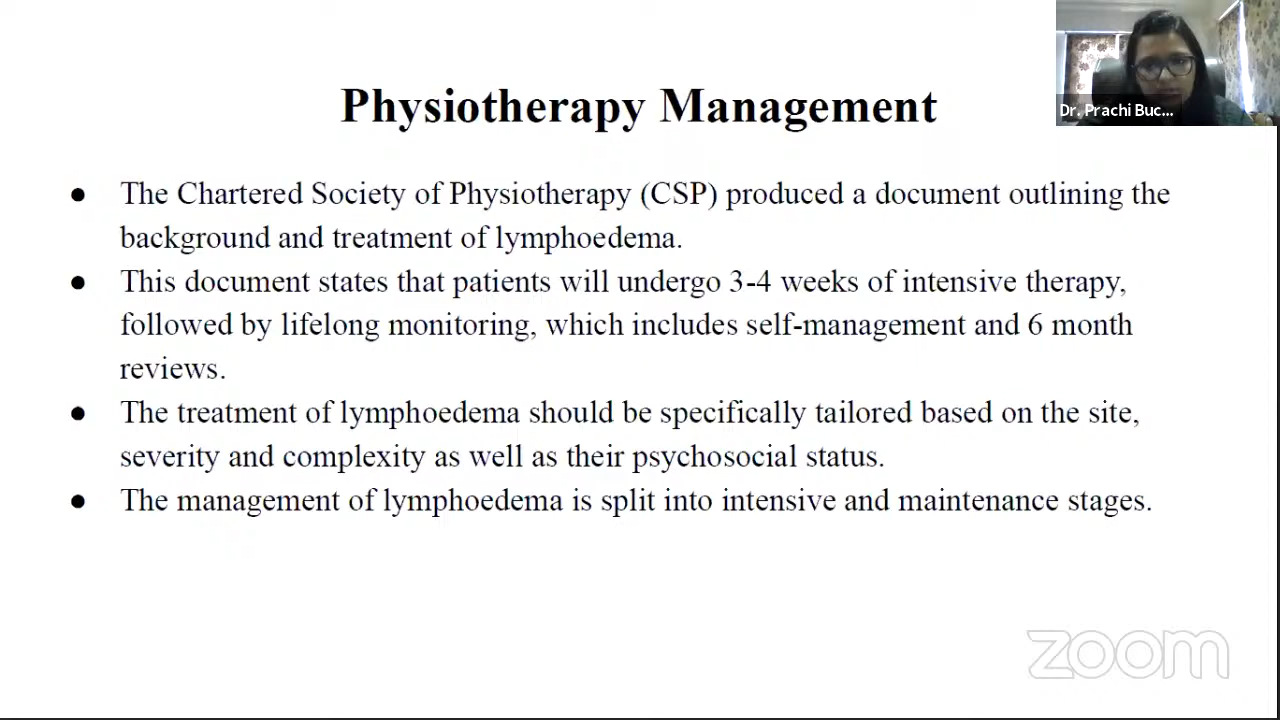 Physiotherapy Management
Dr. Prachi Buc...
● The Chartered Society of Physiotherapy (CSP) produced a document outlining the
background and treatment of lymphoedema.
● This document states that patients will undergo 3-4 weeks of intensive therapy,
followed by lifelong monitoring, which includes self-management and 6 month
reviews.
● The treatment of lymphoedema should be specifically tailored based on the site,
severity and complexity as well as their psychosocial status.
● The management of lymphoedema is split into intensive and maintenance stages.
zoom